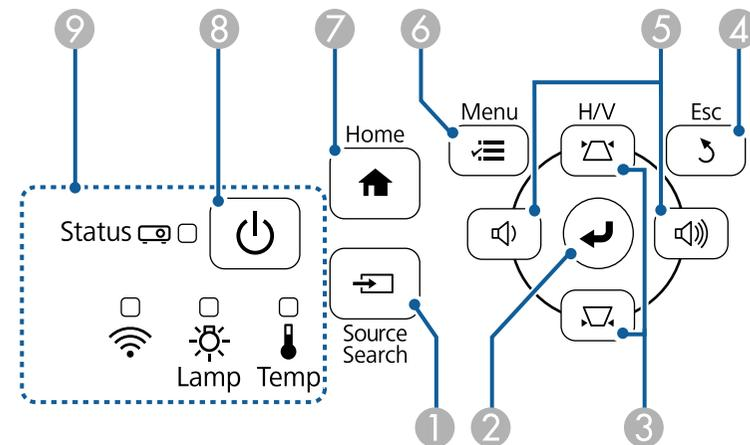 9 8 7 6 5 4
Menu H/V Esc
Home
Status
Source
Search
Lamp Temp
1 2 3